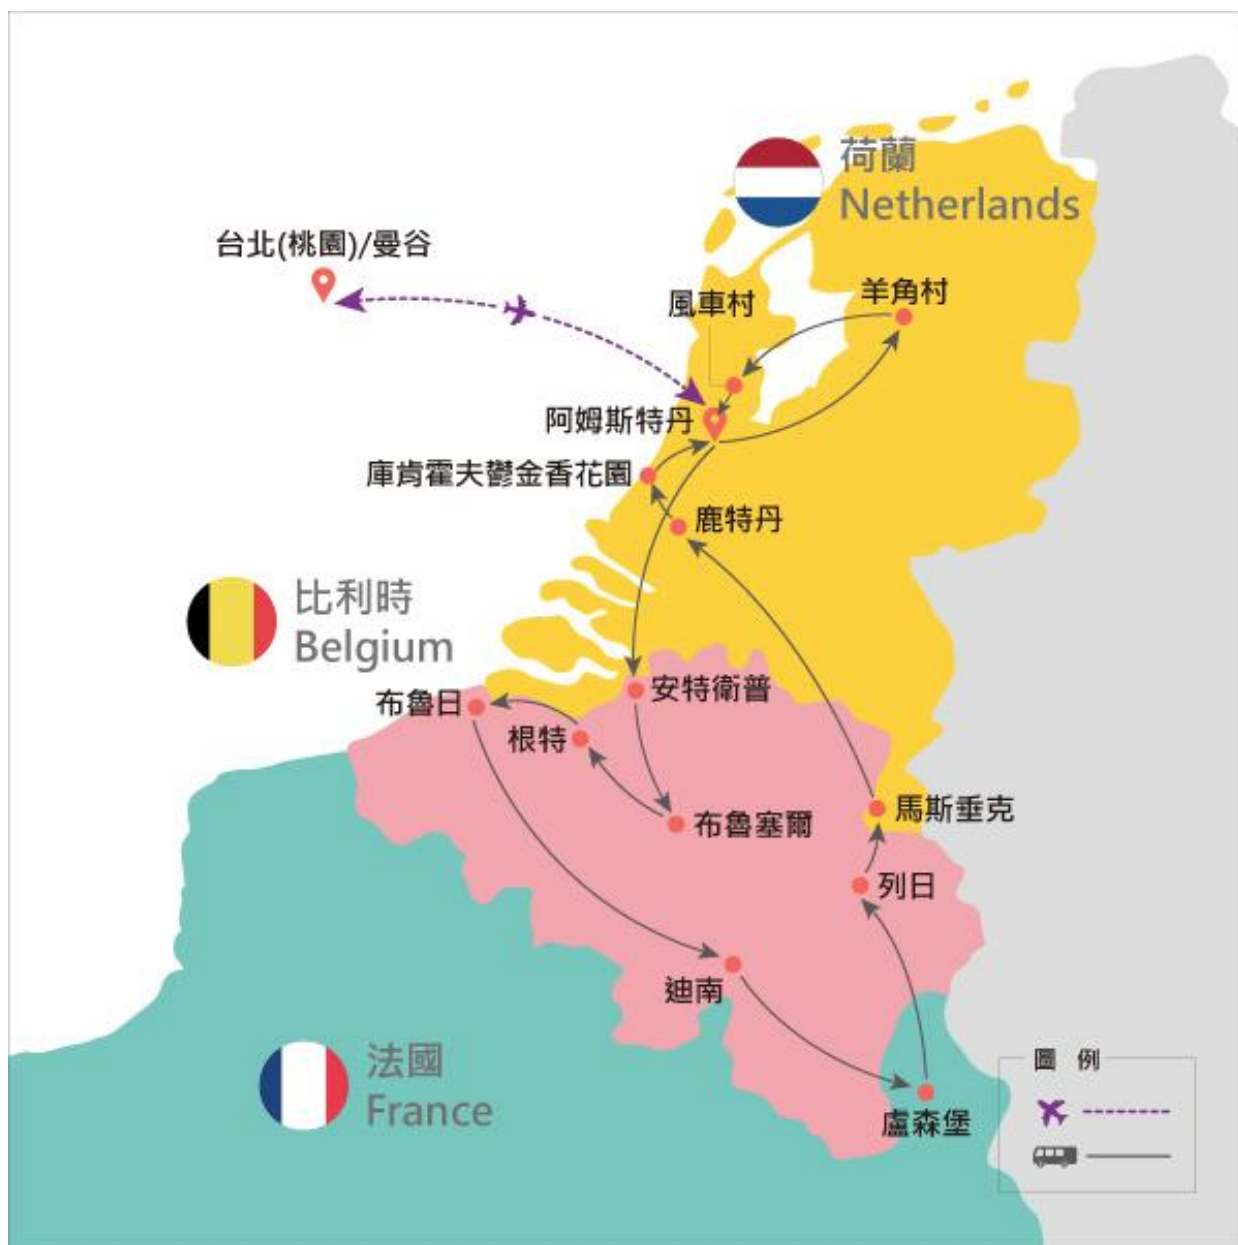 荷蘭
Netherlands
台北(桃園)/曼谷
羊角村
風車村
阿姆斯特丹
庫肯霍夫鬱金香花園
鹿特丹
比利時
Belgium
安特衛普
布魯日
根特
馬斯垂克
布魯塞爾
列日
迪南
法國
France
圖 例
盧森堡